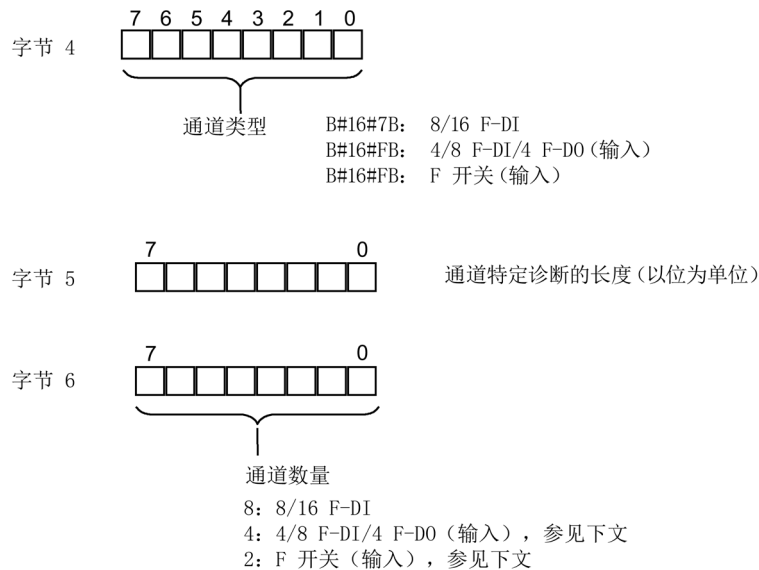 7 6 5 4 3 2 1 0
字节 4
通道类型
B#16#7B: 8/16 F-DI
B#16#FB: 4/8 F-DI/4 F-DO(输入)
B#16#FB: F 开关(输入)
7 0
字节 5
通道特定诊断的长度(以位为单位)
7 0
字节 6
通道数量
8: 8/16 F-DI
4: 4/8 F-DI/4 F-DO (输入), 参见下文
2: F 开关 (输入), 参见下文